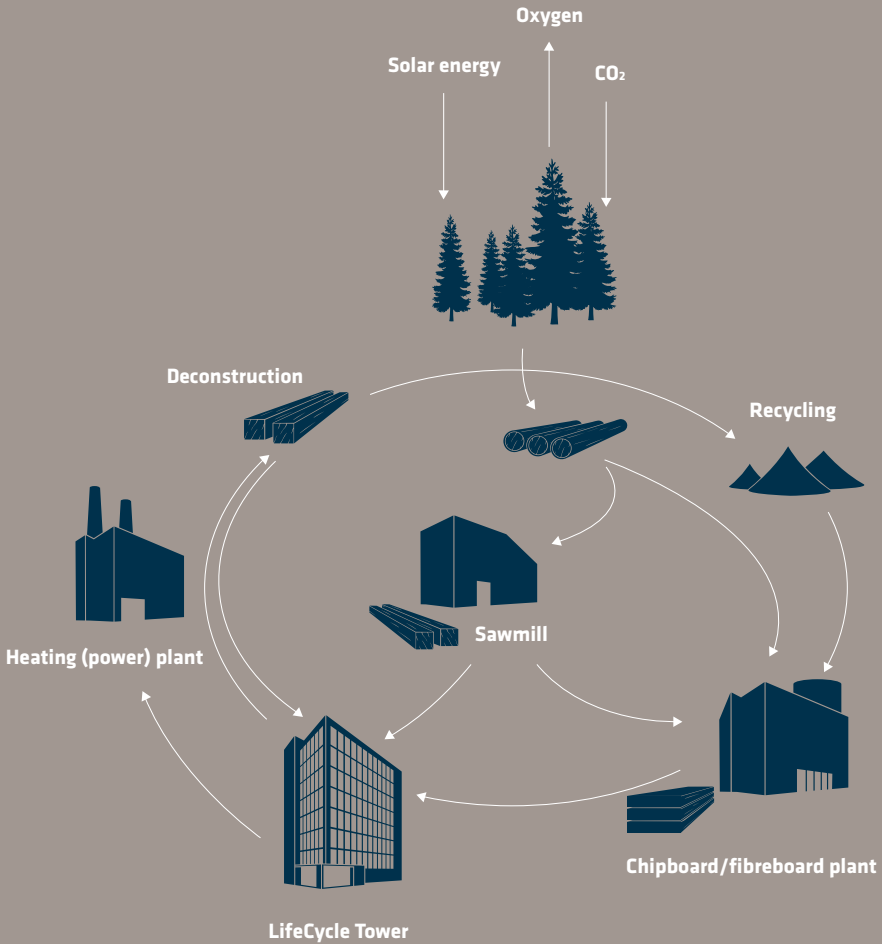 Oxygen
Solar energy
CO₂
Deconstruction
Recycling
Sawmill
Heating (power) plant
Chipboard/fibreboard plant
LifeCycle Tower